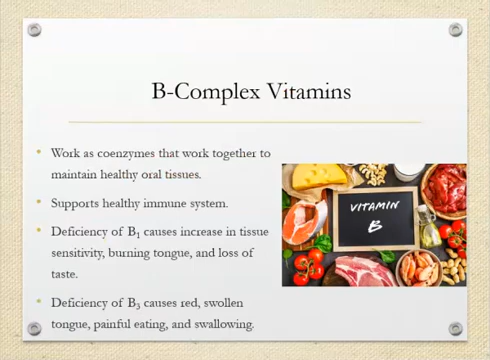 B-Complex Vitamins
• Work as coenzymes that work together to
maintain healthy oral tissues.
• Supports healthy immune system.
• Deficiency of B₁ causes increase in tissue
sensitivity, burning tongue, and loss of
taste.
• Deficiency of B₃ causes red, swollen
tongue, painful eating, and swallowing.
VITAMIN
B